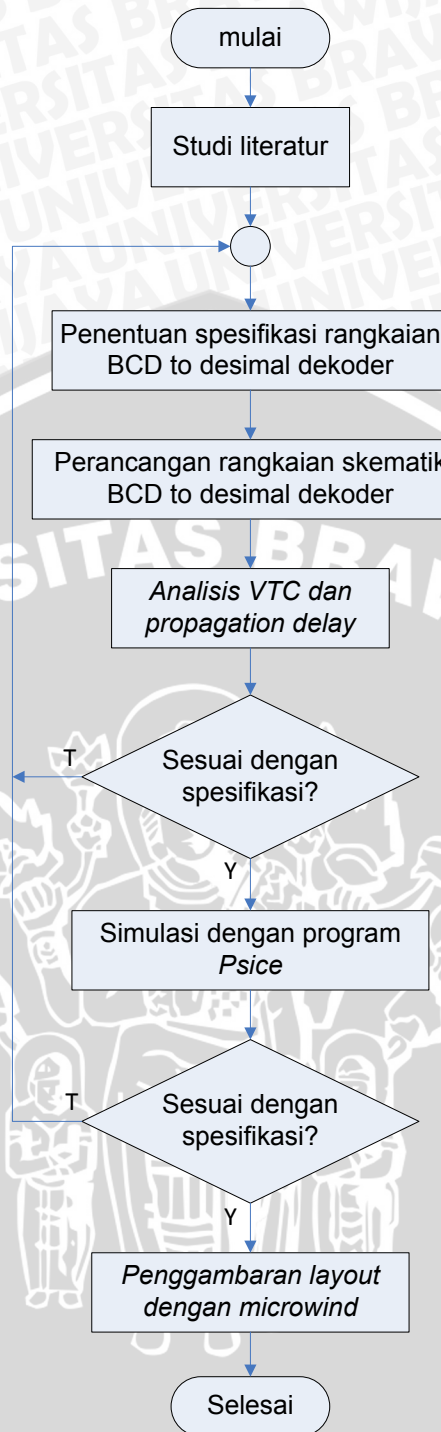 mulai
Studi literatur
Penentuan spesifikasi rangkaian
BCD to desimal dekoder
Perancangan rangkaian skematik
BCD to desimal dekoder
Analisis VTC dan
propagation delay
T
Sesuai dengan
spesifikasi?
Y
Simulasi dengan program
Psice
T
Sesuai dengan
spesifikasi?
Y
Penggambaran layout
dengan microwind
Selesai